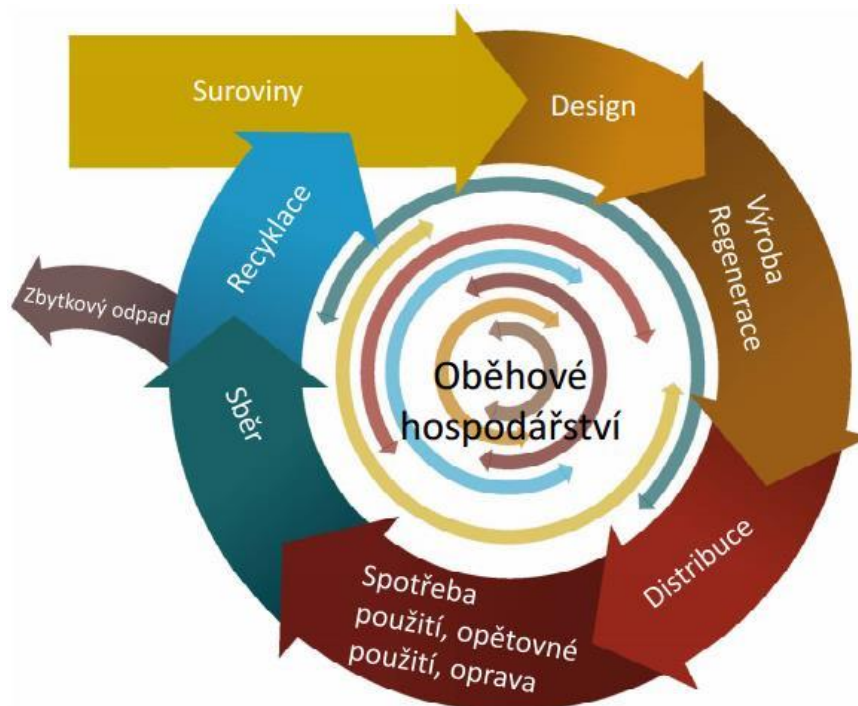 Suroviny
Design
Výroba
Regenerace
Distribuce
Spotřeba
použití, opětovné
použití, oprava
Sběr
Recyklace
Zbytkový odpad
Oběhové
hospodářství